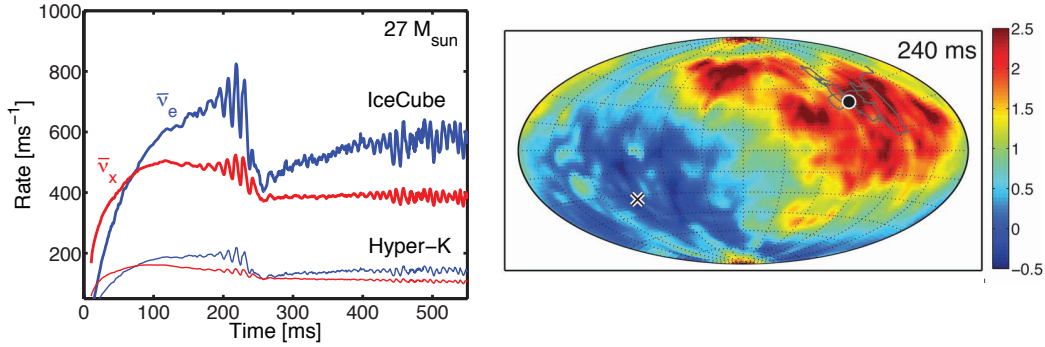 1000
800
600
400
200
Rate [ms⁻¹]
27 M_sun
ν̄_e
IceCube
ν̄_x
Hyper−K
0
100
200
300
400
500
Time [ms]
240 ms
2.5
2
1.5
1
0.5
0
−0.5